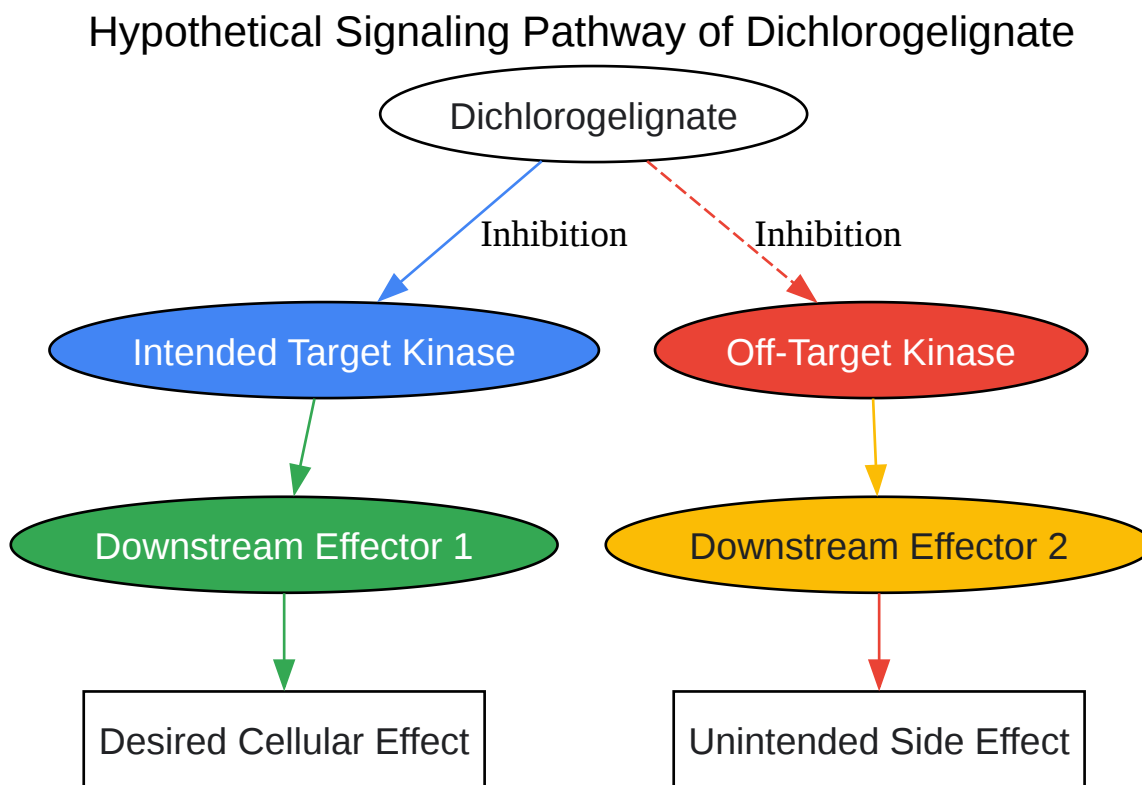 Hypothetical Signaling Pathway of Dichlorogelignate
Dichlorogelignate
Inhibition
Inhibition
Intended Target Kinase
Off-Target Kinase
Downstream Effector 1
Downstream Effector 2
Desired Cellular Effect
Unintended Side Effect